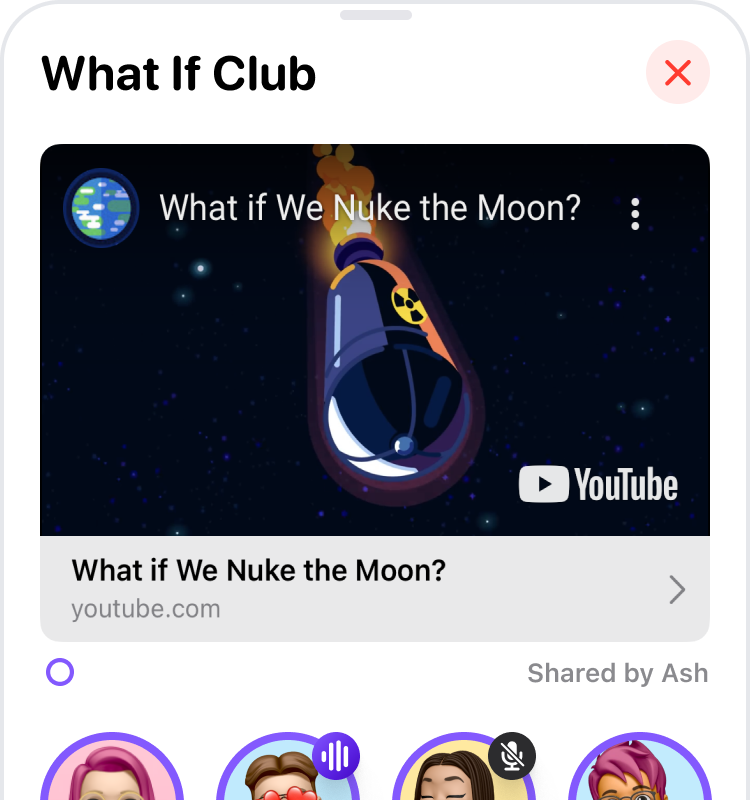 What If Club
What if We Nuke the Moon?
YouTube
What if We Nuke the Moon?
youtube.com
Shared by Ash